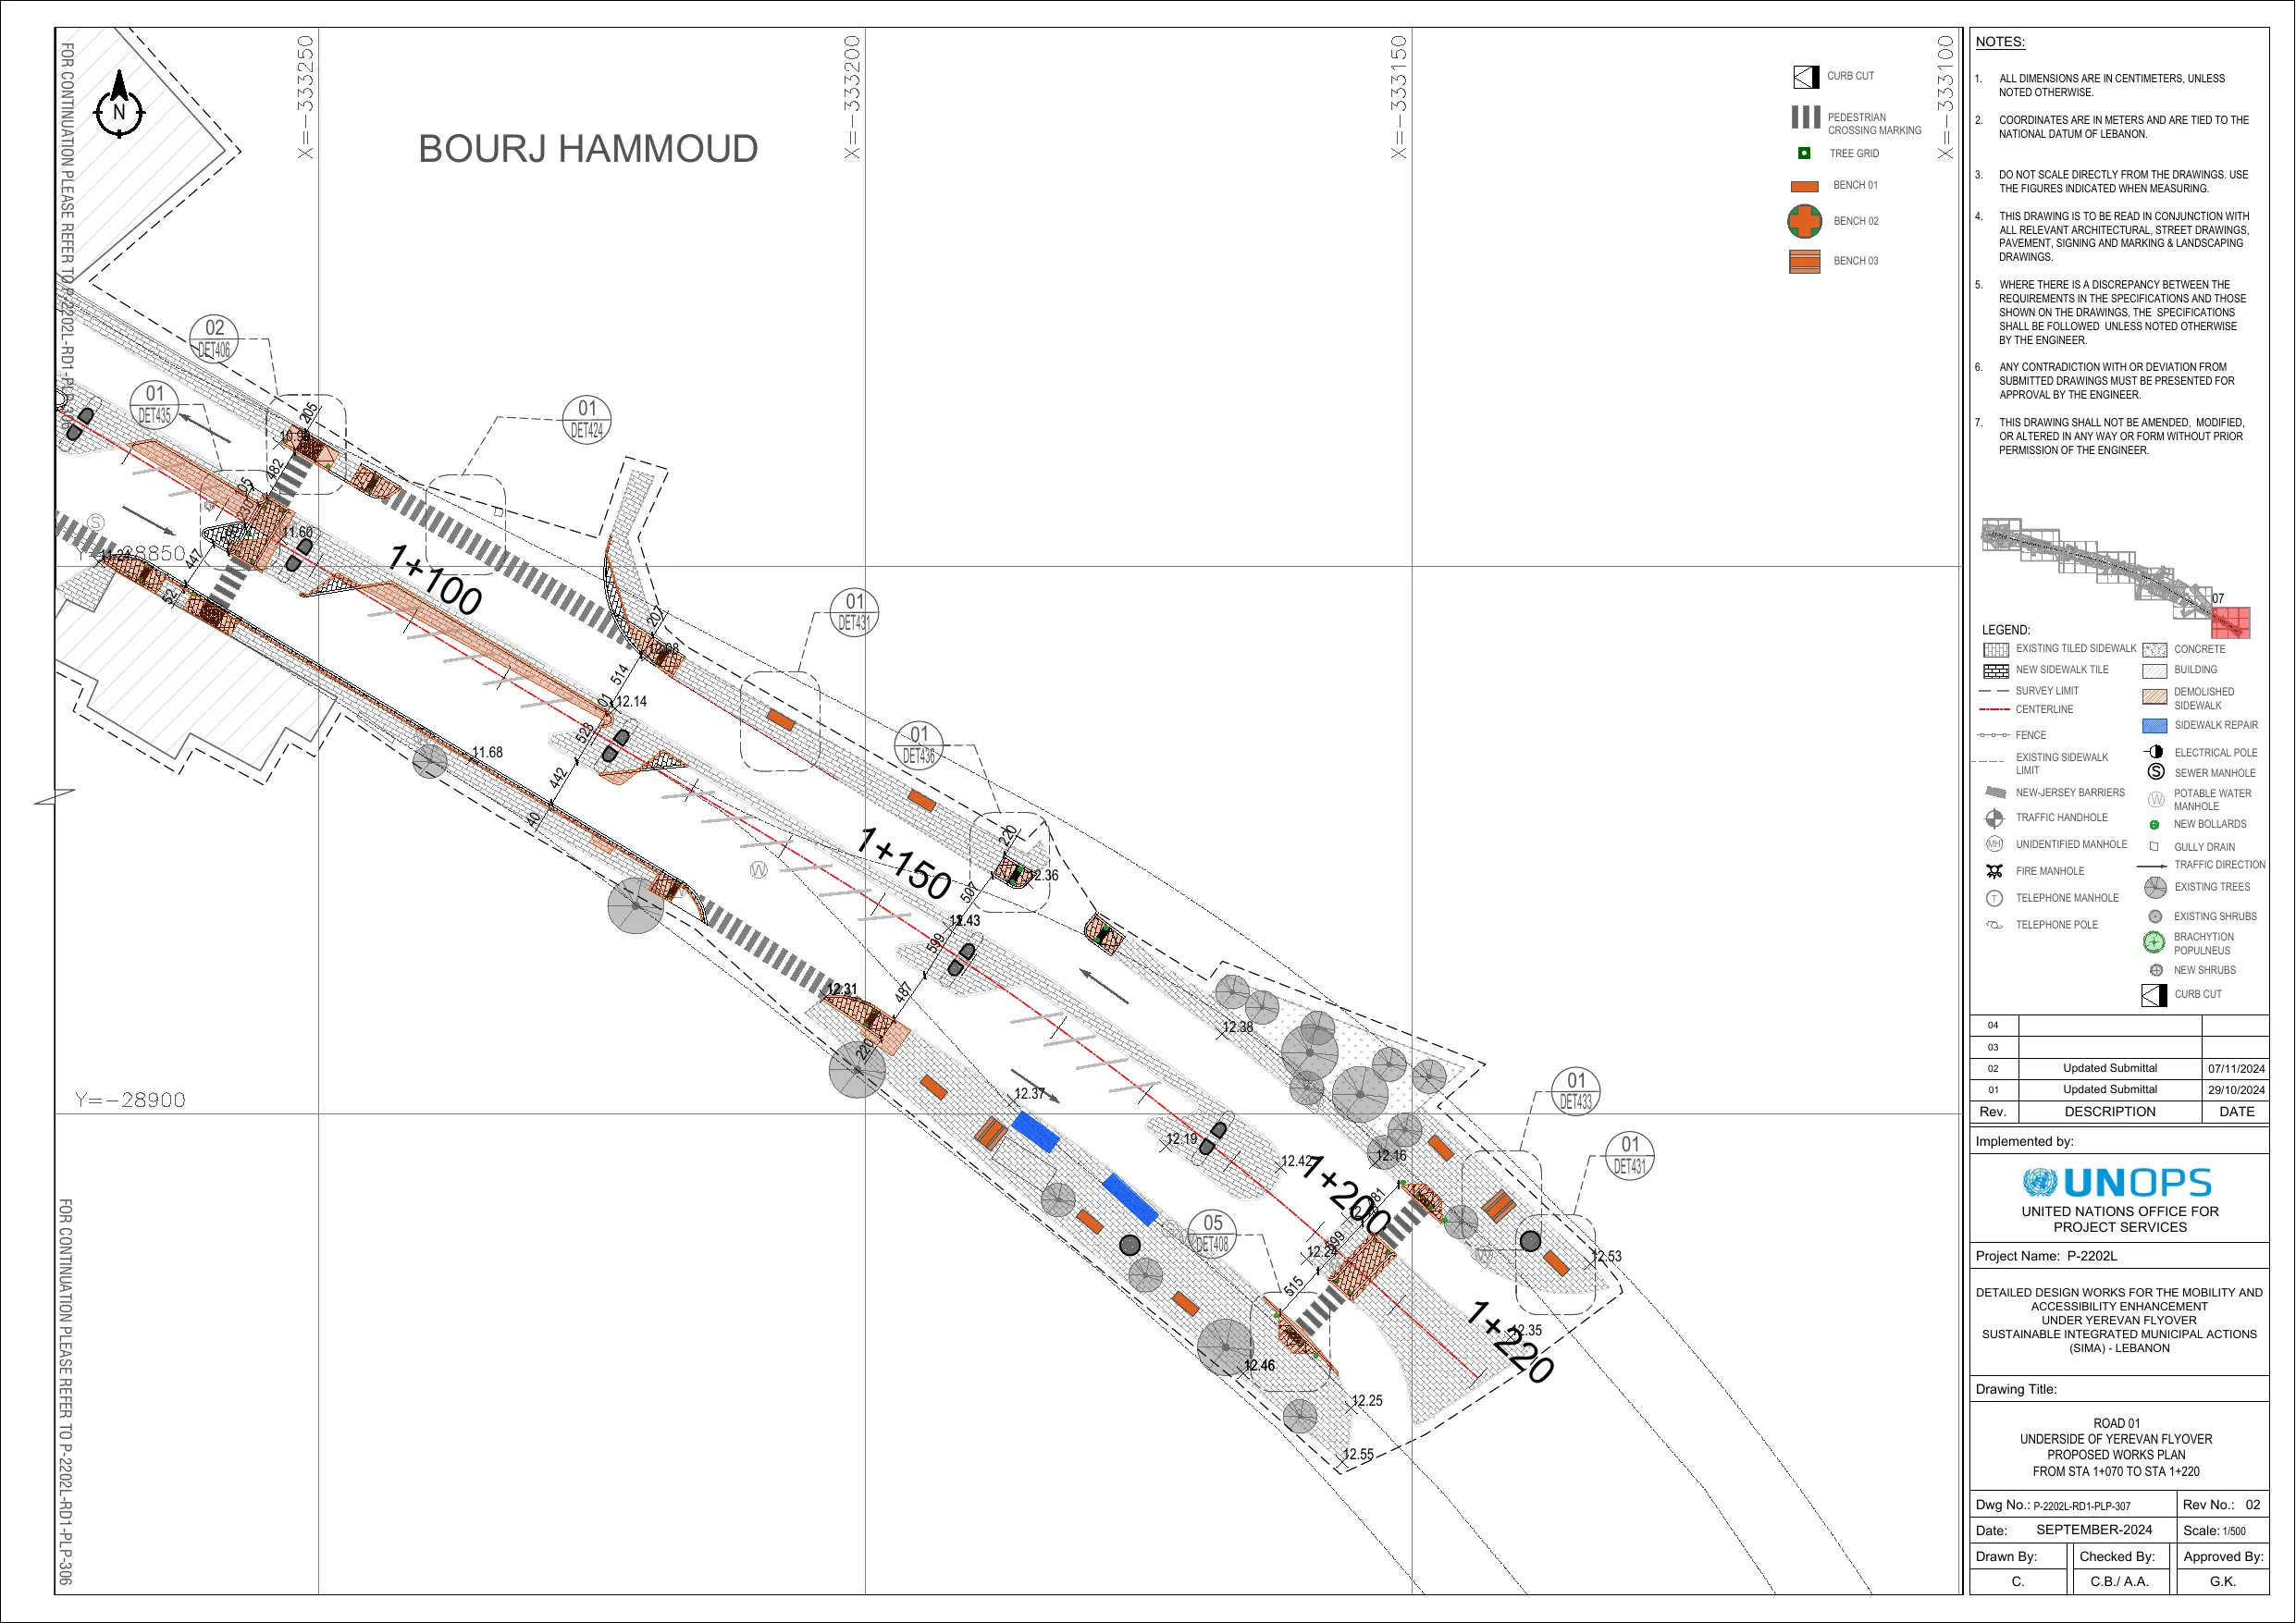 FOR CONTINUATION PLEASE REFER TO P-2202L-RD1-PLP-306
X=-333250
X=-333200
X=-333150
X=-333100
N
BOURJ HAMMOUD
CURB CUT
PEDESTRIAN
CROSSING MARKING
TREE GRID
BENCH 01
BENCH 02
BENCH 03
02
DET406
01
DET435
01
DET424
01
DET431
01
DET436
01
DET433
01
DET431
05
DET408
205
482
230
11.60
447
52
S
Y=-28850
1+100
207
514
12.14
523
442
40
11.68
W
1+150
220
12.36
507
12.43
599
487
12.31
220
12.38
12.37
12.19
12.42
12.16
1+200
12.24
515
12.53
12.35
1+220
12.46
12.25
12.55
Y=-28900
FOR CONTINUATION PLEASE REFER TO P-2202L-RD1-PLP-306
NOTES:
1. ALL DIMENSIONS ARE IN CENTIMETERS, UNLESS
NOTED OTHERWISE.
2. COORDINATES ARE IN METERS AND ARE TIED TO THE
NATIONAL DATUM OF LEBANON.
3. DO NOT SCALE DIRECTLY FROM THE DRAWINGS. USE
THE FIGURES INDICATED WHEN MEASURING.
4. THIS DRAWING IS TO BE READ IN CONJUNCTION WITH
ALL RELEVANT ARCHITECTURAL, STREET DRAWINGS,
PAVEMENT, SIGNING AND MARKING & LANDSCAPING
DRAWINGS.
5. WHERE THERE IS A DISCREPANCY BETWEEN THE
REQUIREMENTS IN THE SPECIFICATIONS AND THOSE
SHOWN ON THE DRAWINGS, THE SPECIFICATIONS
SHALL BE FOLLOWED UNLESS NOTED OTHERWISE
BY THE ENGINEER.
6. ANY CONTRADICTION WITH OR DEVIATION FROM
SUBMITTED DRAWINGS MUST BE PRESENTED FOR
APPROVAL BY THE ENGINEER.
7. THIS DRAWING SHALL NOT BE AMENDED, MODIFIED,
OR ALTERED IN ANY WAY OR FORM WITHOUT PRIOR
PERMISSION OF THE ENGINEER.
07
LEGEND:
EXISTING TILED SIDEWALK
NEW SIDEWALK TILE
SURVEY LIMIT
CENTERLINE
FENCE
EXISTING SIDEWALK
LIMIT
NEW-JERSEY BARRIERS
TRAFFIC HANDHOLE
MH UNIDENTIFIED MANHOLE
FIRE MANHOLE
T TELEPHONE MANHOLE
TELEPHONE POLE
CONCRETE
BUILDING
DEMOLISHED
SIDEWALK
SIDEWALK REPAIR
ELECTRICAL POLE
S SEWER MANHOLE
W POTABLE WATER
MANHOLE
NEW BOLLARDS
GULLY DRAIN
TRAFFIC DIRECTION
EXISTING TREES
EXISTING SHRUBS
BRACHYTION
POPULNEUS
NEW SHRUBS
CURB CUT
04
03
02 Updated Submittal 07/11/2024
01 Updated Submittal 29/10/2024
Rev. DESCRIPTION DATE
Implemented by:
UNOPS
UNITED NATIONS OFFICE FOR
PROJECT SERVICES
Project Name: P-2202L
DETAILED DESIGN WORKS FOR THE MOBILITY AND
ACCESSIBILITY ENHANCEMENT
UNDER YEREVAN FLYOVER
SUSTAINABLE INTEGRATED MUNICIPAL ACTIONS
(SIMA) - LEBANON
Drawing Title:
ROAD 01
UNDERSIDE OF YEREVAN FLYOVER
PROPOSED WORKS PLAN
FROM STA 1+070 TO STA 1+220
Dwg No.: P-2202L-RD1-PLP-307 Rev No.: 02
Date: SEPTEMBER-2024 Scale: 1/500
Drawn By: Checked By: Approved By:
C. C.B./ A.A. G.K.